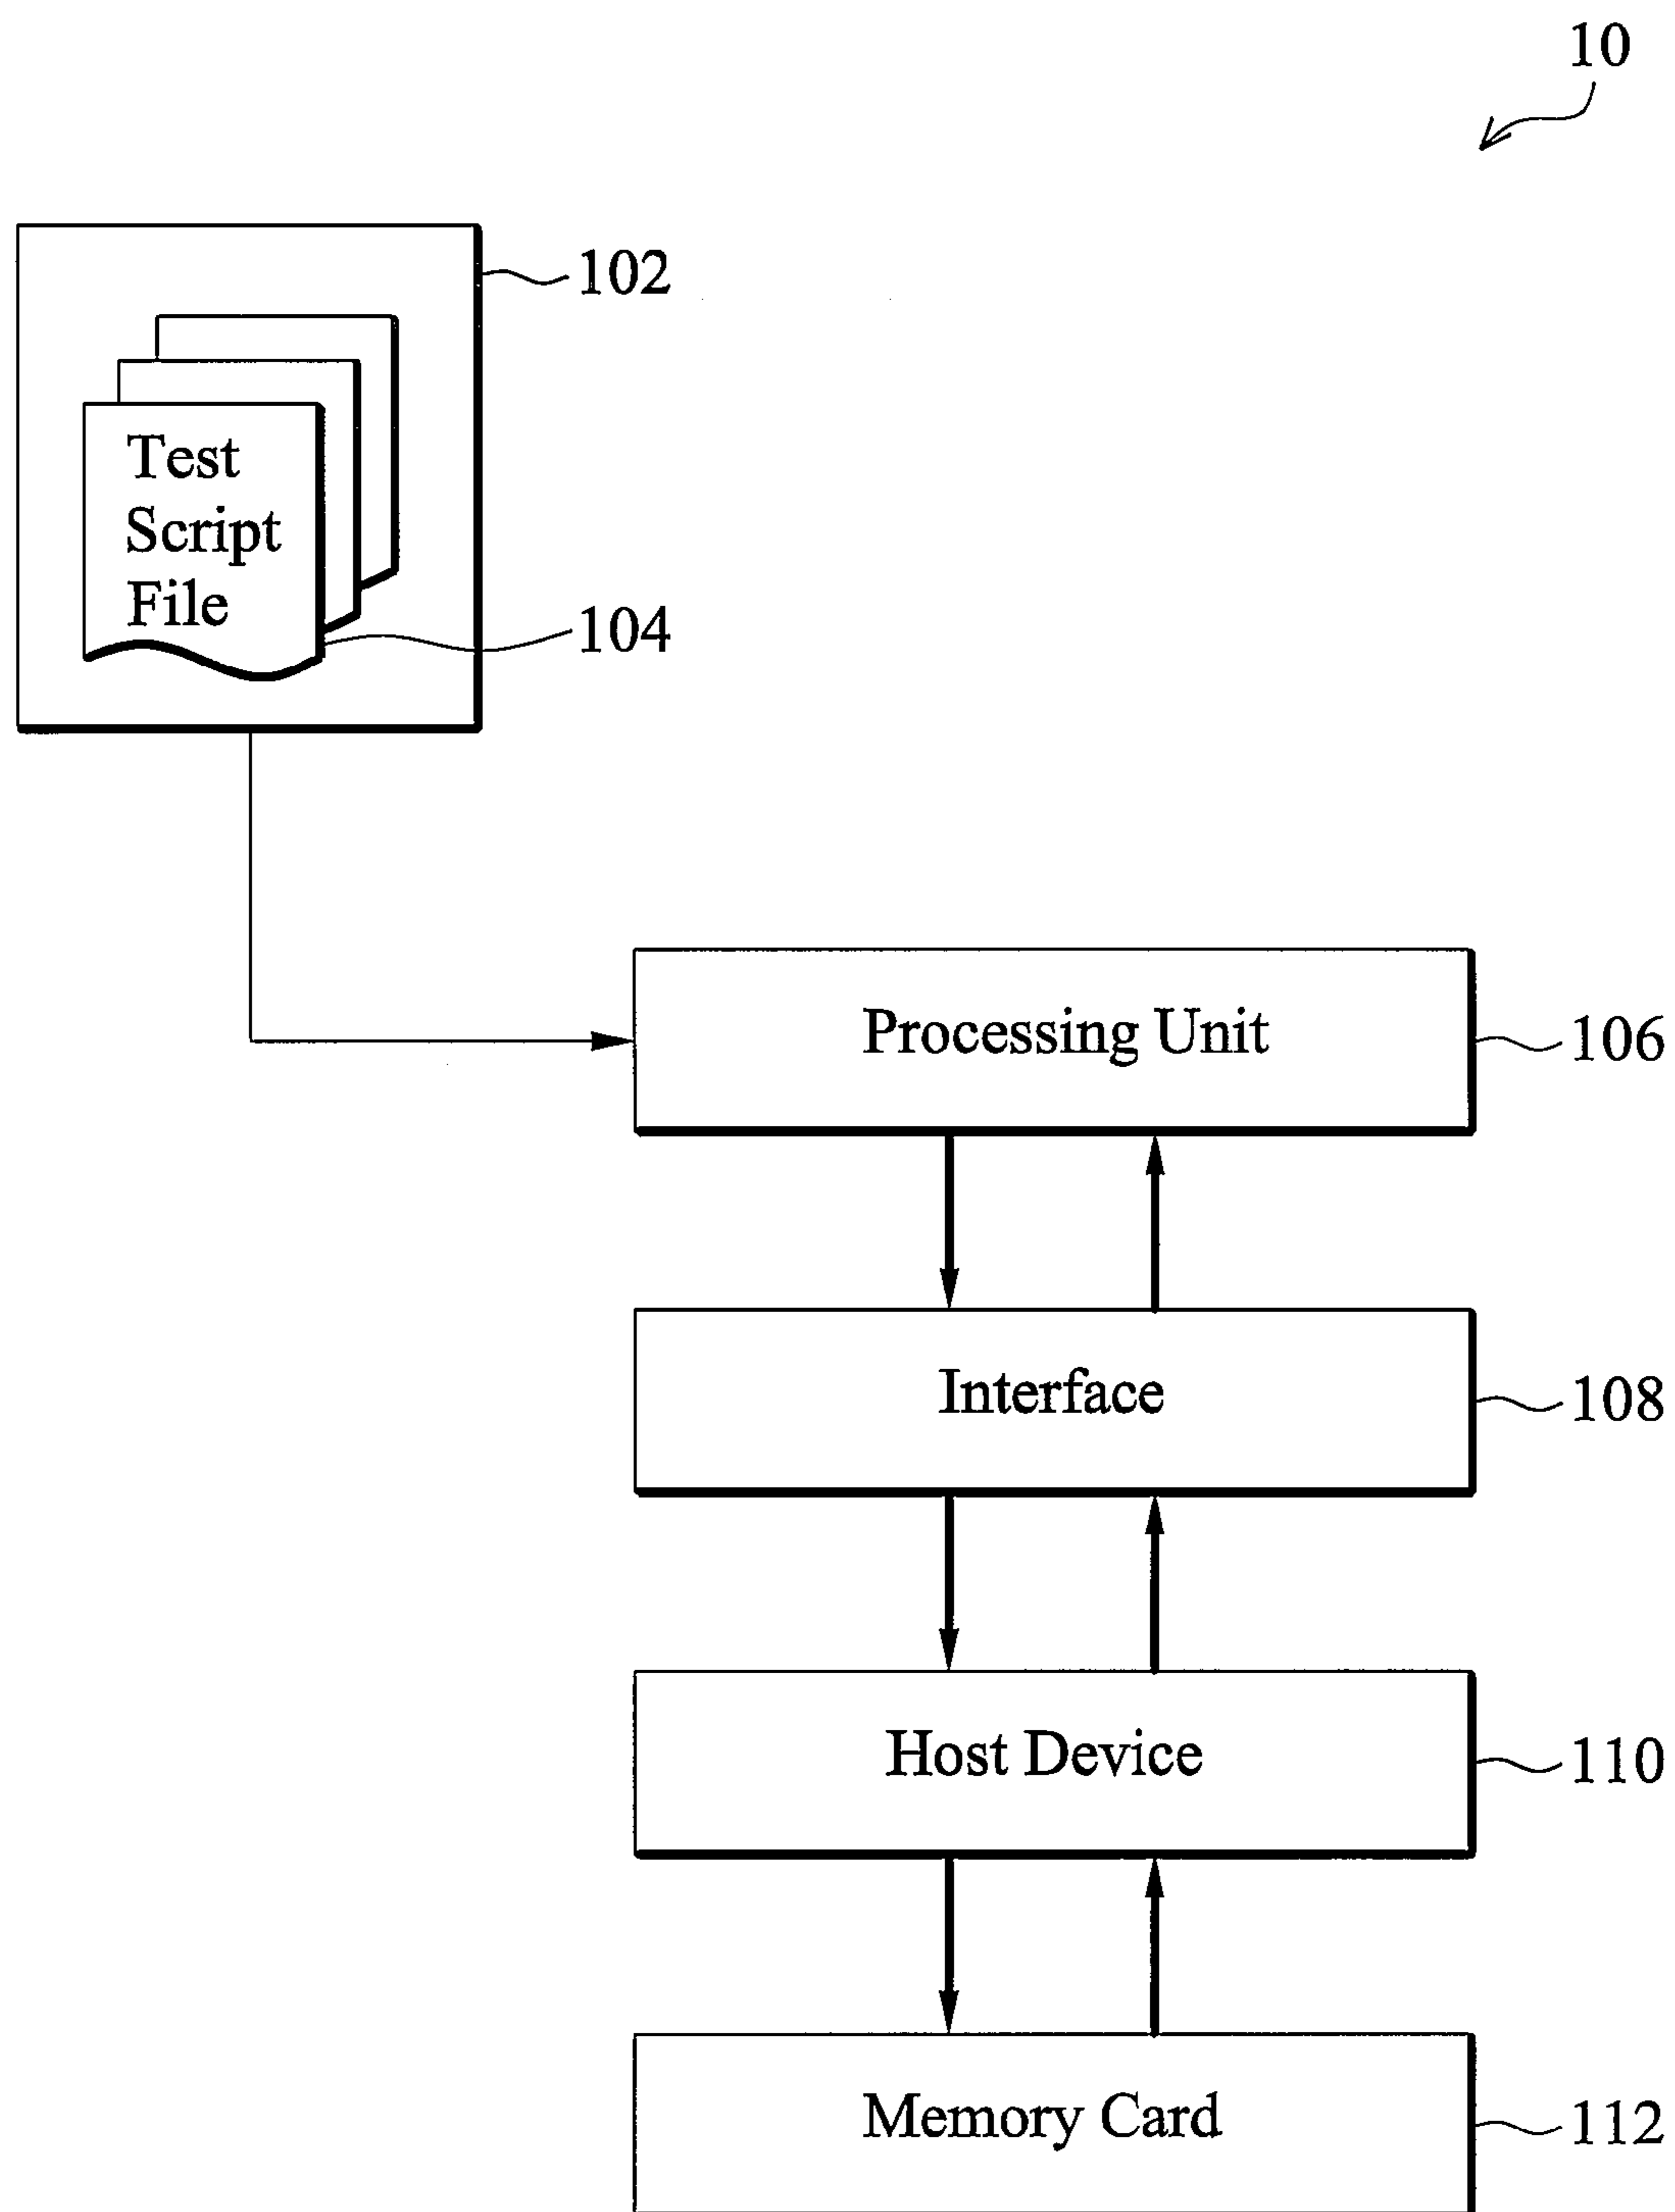 10
102
Test
Script
File
104
Processing Unit
106
Interface
108
Host Device
110
Memory Card
112